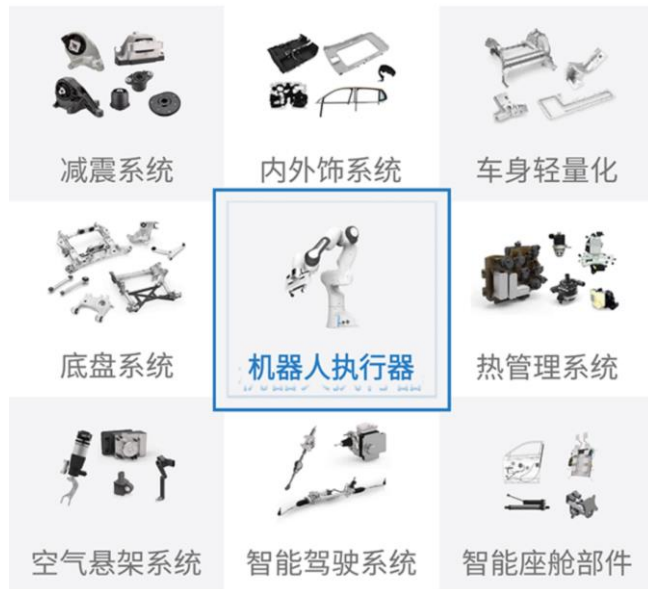 减震系统
内外饰系统
车身轻量化
底盘系统
机器人执行器
热管理系统
空气悬架系统
智能驾驶系统
智能座舱部件